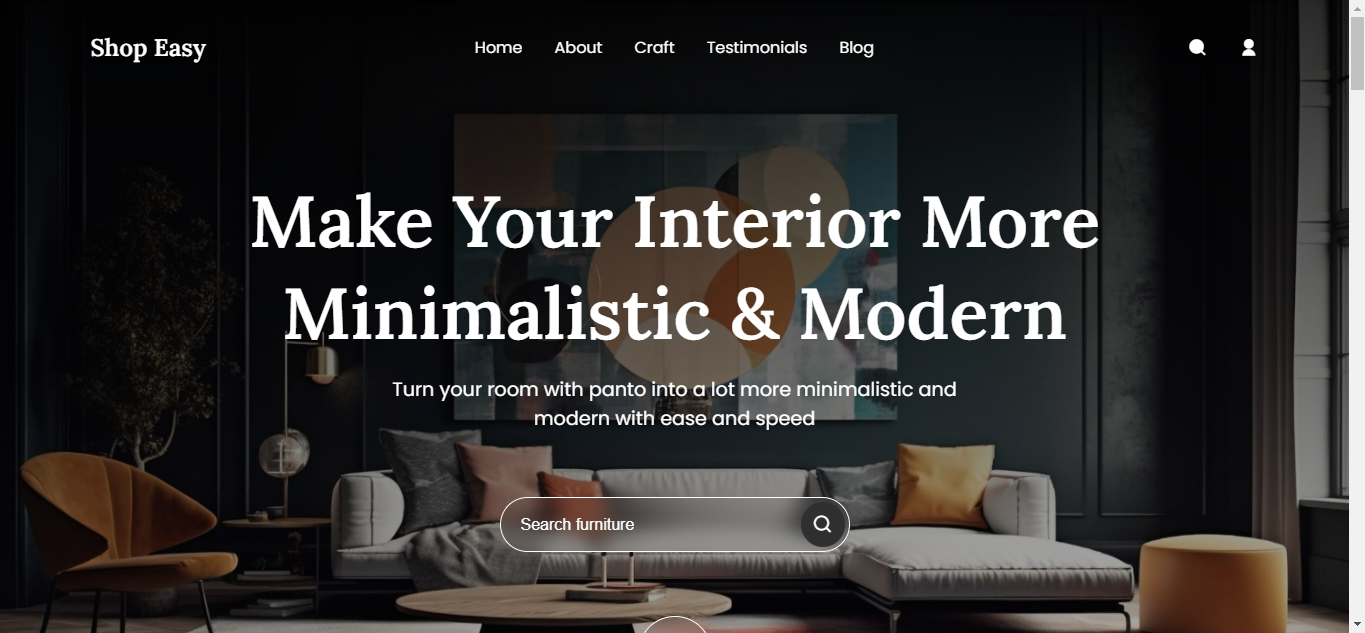 Shop Easy
Home About Craft Testimonials Blog
Make Your Interior More
Minimalistic & Modern
Turn your room with panto into a lot more minimalistic and
modern with ease and speed
Search furniture